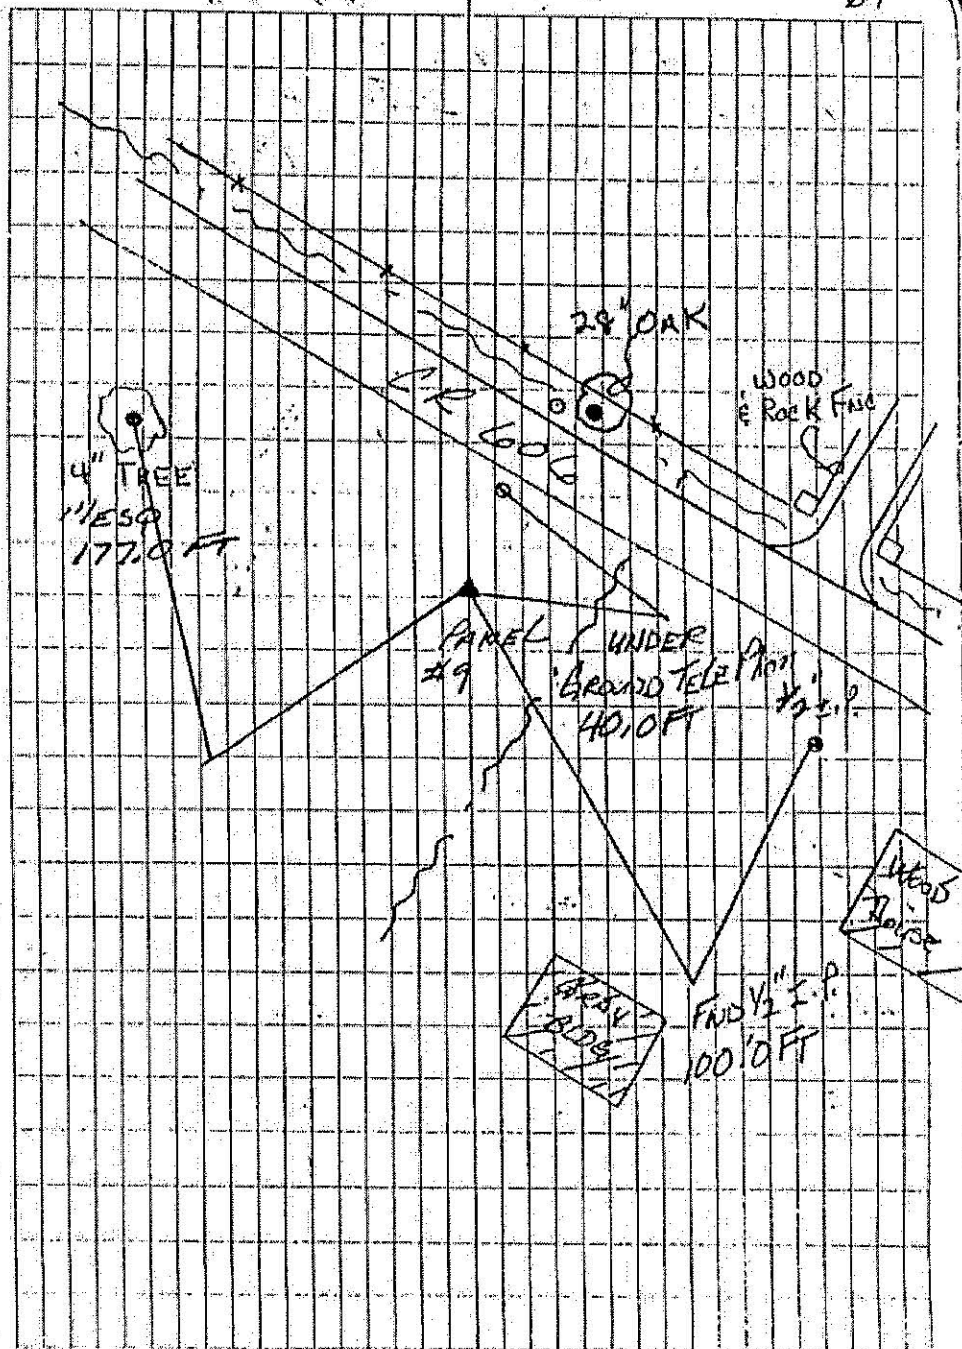 28" OAK
WOOD
& ROCK FNC
CR
606
4" TREE
177.0 FT
PANEL
#9
UNDER
GROUND TELE
40.0 FT
1/2" I.P.
WOOD
House
BLDG
FND 1/2" I.P.
100.0 FT